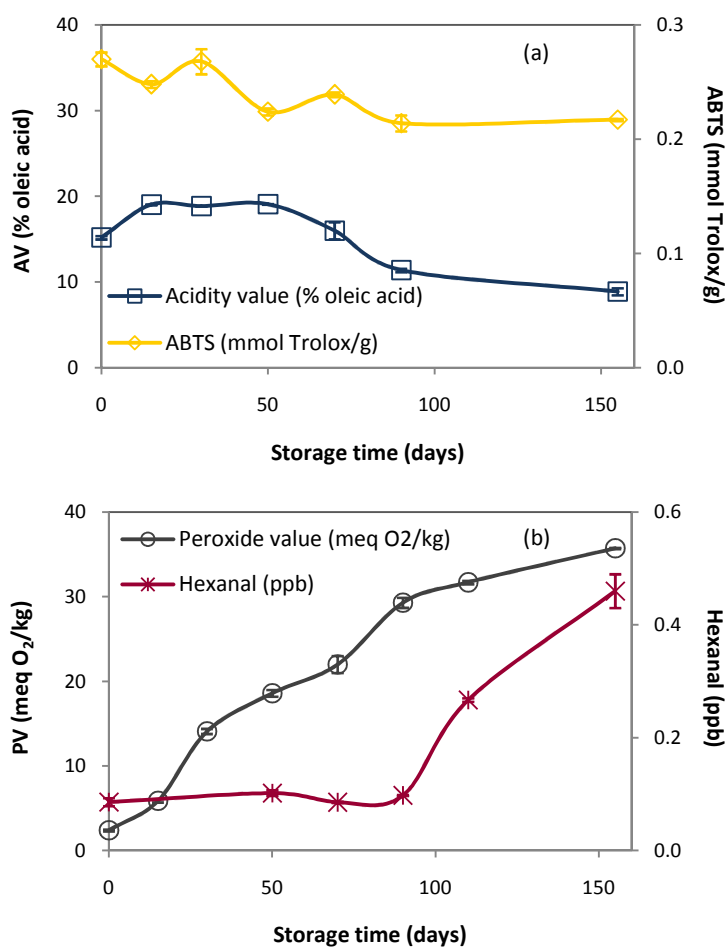 40
30
20
10
0
AV (% oleic acid)
(a)
Acidity value (% oleic acid)
ABTS (mmol Trolox/g)
0.3
0.2
0.1
0.0
ABTS
(mmol Trolox/g)
0
50
100
150
Storage time (days)
40
30
20
10
0
PV (meq O₂/kg)
Peroxide value (meq O2/kg)
(b)
Hexanal (ppb)
0.6
0.4
0.2
0.0
Hexanal
(ppb)
0
50
100
150
Storage time (days)